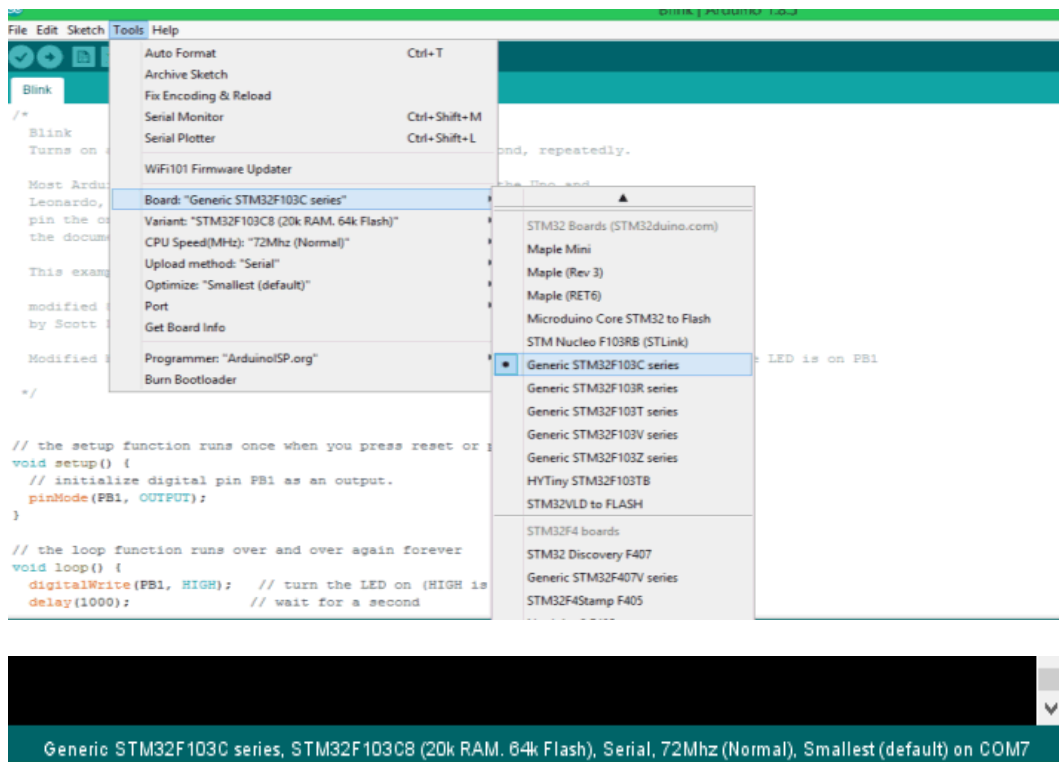 Blink | Arduino 1.8.5
File Edit Sketch Tools Help
Auto Format Ctrl+T
Archive Sketch
Fix Encoding & Reload
Serial Monitor Ctrl+Shift+M
Serial Plotter Ctrl+Shift+L
WiFi101 Firmware Updater
Board: "Generic STM32F103C series"
Variant: "STM32F103C8 (20k RAM. 64k Flash)"
CPU Speed(MHz): "72Mhz (Normal)"
Upload method: "Serial"
Optimize: "Smallest (default)"
Port
Get Board Info
Programmer: "ArduinoISP.org"
Burn Bootloader
STM32 Boards (STM32duino.com)
Maple Mini
Maple (Rev 3)
Maple (RET6)
Microduino Core STM32 to Flash
STM Nucleo F103RB (STLink)
Generic STM32F103C series
Generic STM32F103R series
Generic STM32F103T series
Generic STM32F103V series
Generic STM32F103Z series
HYTiny STM32F103TB
STM32VLD to FLASH
STM32F4 boards
STM32 Discovery F407
Generic STM32F407V series
STM32F4Stamp F405
Blink
/*
Blink
Turns on ond, repeatedly.
Most Ardu the Uno and
Leonardo,
pin the o
the docum
This exam
modified
by Scott
Modified LED is on PB1
*/
// the setup function runs once when you press reset or
void setup() {
// initialize digital pin PB1 as an output.
pinMode(PB1, OUTPUT);
}
// the loop function runs over and over again forever
void loop() {
digitalWrite(PB1, HIGH); // turn the LED on (HIGH is
delay(1000); // wait for a second
Generic STM32F103C series, STM32F103C8 (20k RAM. 64k Flash), Serial, 72Mhz (Normal), Smallest (default) on COM7